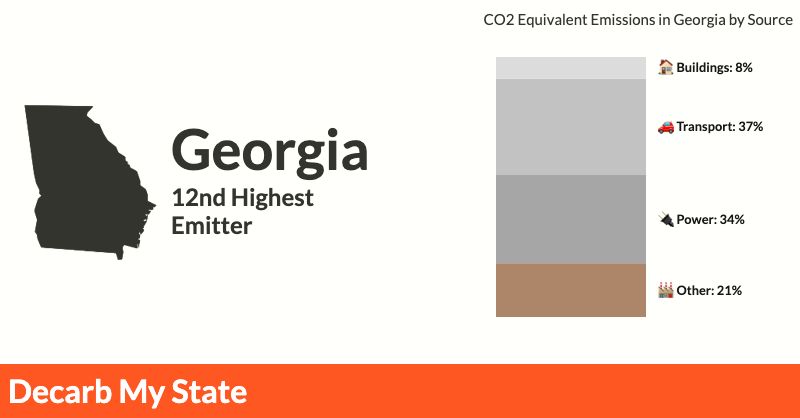 CO2 Equivalent Emissions in Georgia by Source
Buildings: 8%
Transport: 37%
Georgia
12nd Highest
Emitter
Power: 34%
Other: 21%
Decarb My State